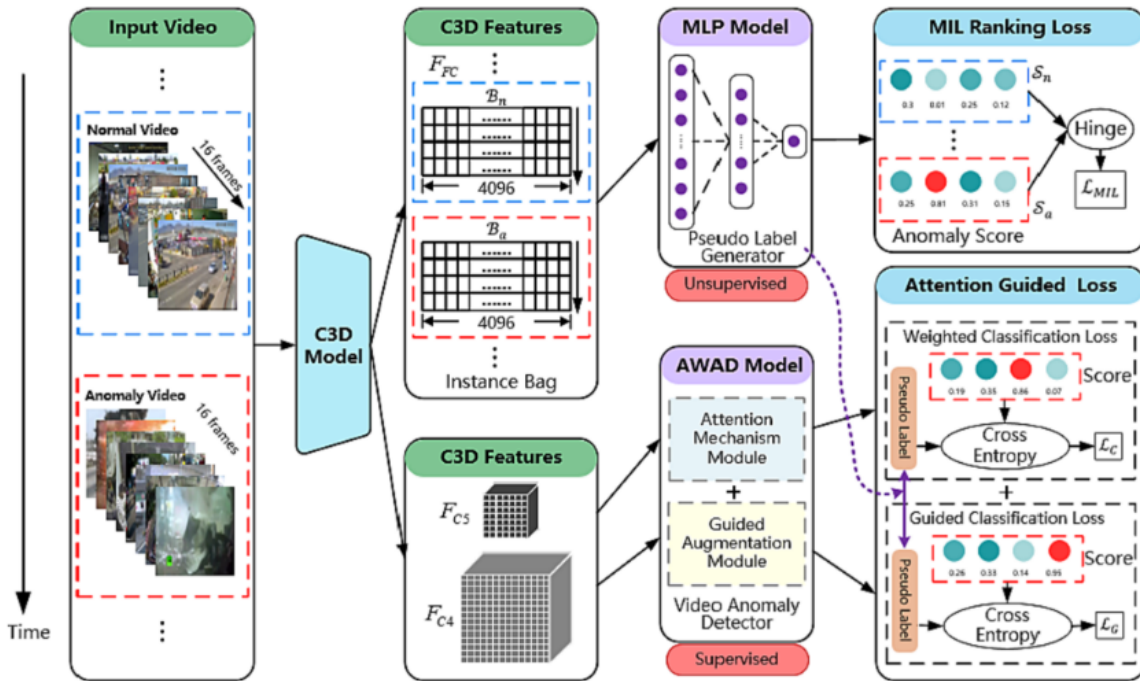 Input Video
Normal Video
16 frames
Anomaly Video
16 frames
Time
C3D
Model
C3D Features
F_FC
B_n
......
......
......
......
4096
B_a
......
......
......
......
4096
Instance Bag
C3D Features
F_C5
F_C4
MLP Model
Pseudo Label
Generator
Unsupervised
AWAD Model
Attention
Mechanism
Module
+
Guided
Augmentation
Module
Video Anomaly
Detector
Supervised
MIL Ranking Loss
S_n
0.3 0.01 0.25 0.12
Hinge
L_MIL
0.25 0.81 0.31 0.15
S_a
Anomaly Score
Attention Guided Loss
Weighted Classification Loss
Pseudo Label
Score
0.19 0.35 0.86 0.07
Cross
Entropy
L_C
+
Guided Classification Loss
Pseudo Label
Score
0.26 0.33 0.14 0.95
Cross
Entropy
L_G